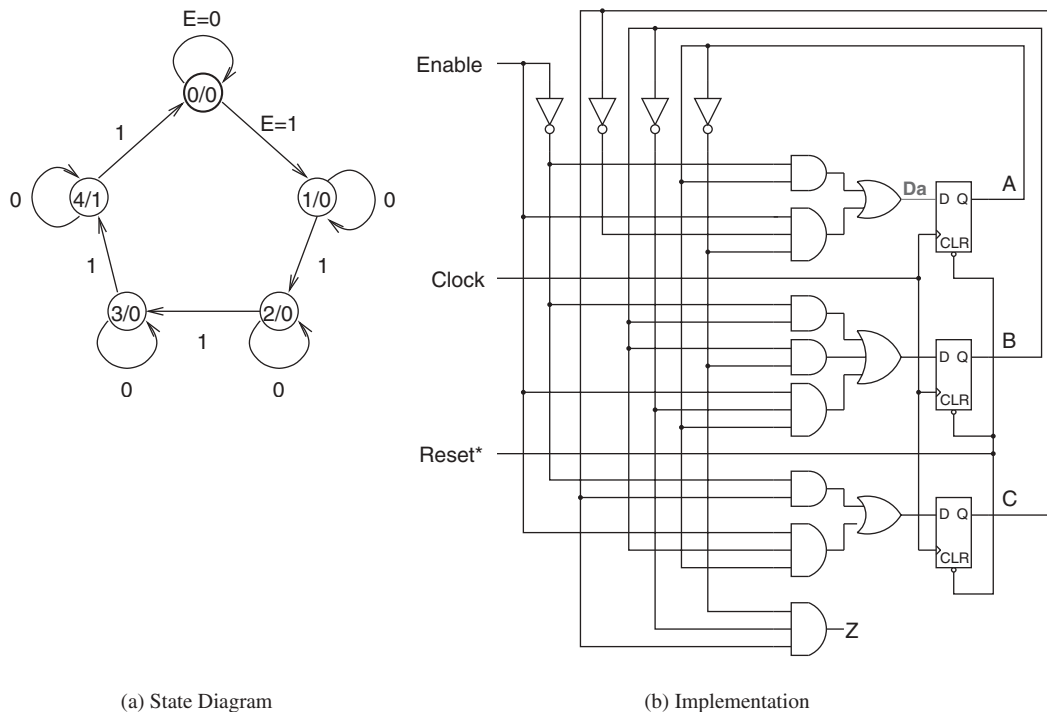 E=0
0/0
E=1
1
0
4/1
1/0
0
1
1
3/0
2/0
1
0
0
(a) State Diagram
Enable
Da
D Q
A
CLR
Clock
D Q
B
CLR
Reset*
D Q
C
CLR
Z
(b) Implementation